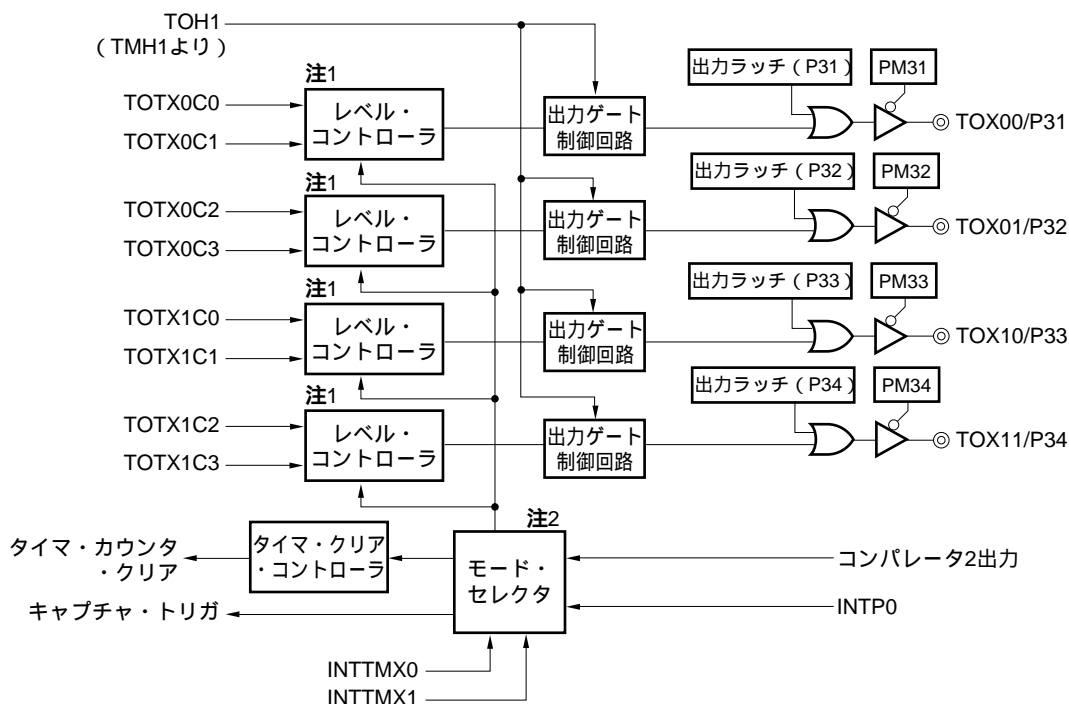 TOH1
(TMH1より)
出力ラッチ(P31)
PM31
注1
TOTX0C0
TOTX0C1
レベル・
コントローラ
出力ゲート
制御回路
TOX00/P31
出力ラッチ(P32)
PM32
注1
TOTX0C2
TOTX0C3
レベル・
コントローラ
出力ゲート
制御回路
TOX01/P32
出力ラッチ(P33)
PM33
注1
TOTX1C0
TOTX1C1
レベル・
コントローラ
出力ゲート
制御回路
TOX10/P33
出力ラッチ(P34)
PM34
注1
TOTX1C2
TOTX1C3
レベル・
コントローラ
出力ゲート
制御回路
TOX11/P34
注2
タイマ・カウンタ
・クリア
タイマ・クリア
・コントローラ
モード・
セレクタ
コンパレータ2出力
キャプチャ・トリガ
INTP0
INTTMX0
INTTMX1